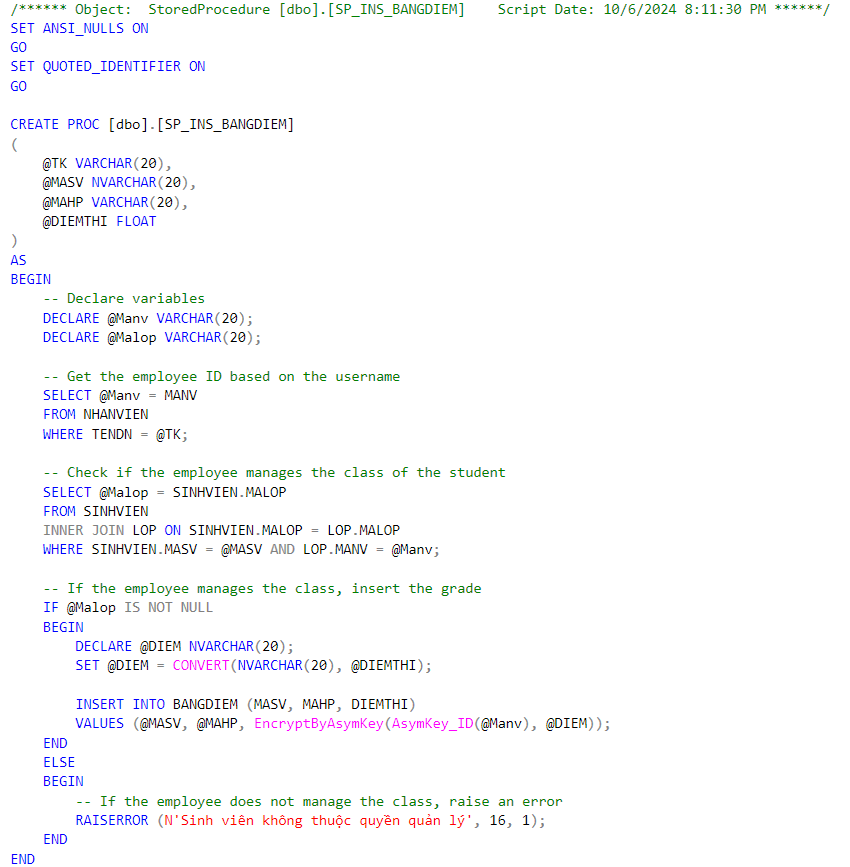 /****** Object:  StoredProcedure [dbo].[SP_INS_BANGDIEM]    Script Date: 10/6/2024 8:11:30 PM ******/
SET ANSI_NULLS ON
GO
SET QUOTED_IDENTIFIER ON
GO

CREATE PROC [dbo].[SP_INS_BANGDIEM]
(
    @TK VARCHAR(20),
    @MASV NVARCHAR(20),
    @MAHP VARCHAR(20),
    @DIEMTHI FLOAT
)
AS
BEGIN
    -- Declare variables
    DECLARE @Manv VARCHAR(20);
    DECLARE @Malop VARCHAR(20);

    -- Get the employee ID based on the username
    SELECT @Manv = MANV
    FROM NHANVIEN
    WHERE TENDN = @TK;

    -- Check if the employee manages the class of the student
    SELECT @Malop = SINHVIEN.MALOP
    FROM SINHVIEN
    INNER JOIN LOP ON SINHVIEN.MALOP = LOP.MALOP
    WHERE SINHVIEN.MASV = @MASV AND LOP.MANV = @Manv;

    -- If the employee manages the class, insert the grade
    IF @Malop IS NOT NULL
    BEGIN
        DECLARE @DIEM NVARCHAR(20);
        SET @DIEM = CONVERT(NVARCHAR(20), @DIEMTHI);

        INSERT INTO BANGDIEM (MASV, MAHP, DIEMTHI)
        VALUES (@MASV, @MAHP, EncryptByAsymKey(AsymKey_ID(@Manv), @DIEM));
    END
    ELSE
    BEGIN
        -- If the employee does not manage the class, raise an error
        RAISERROR (N'Sinh viên không thuộc quyền quản lý', 16, 1);
    END
END